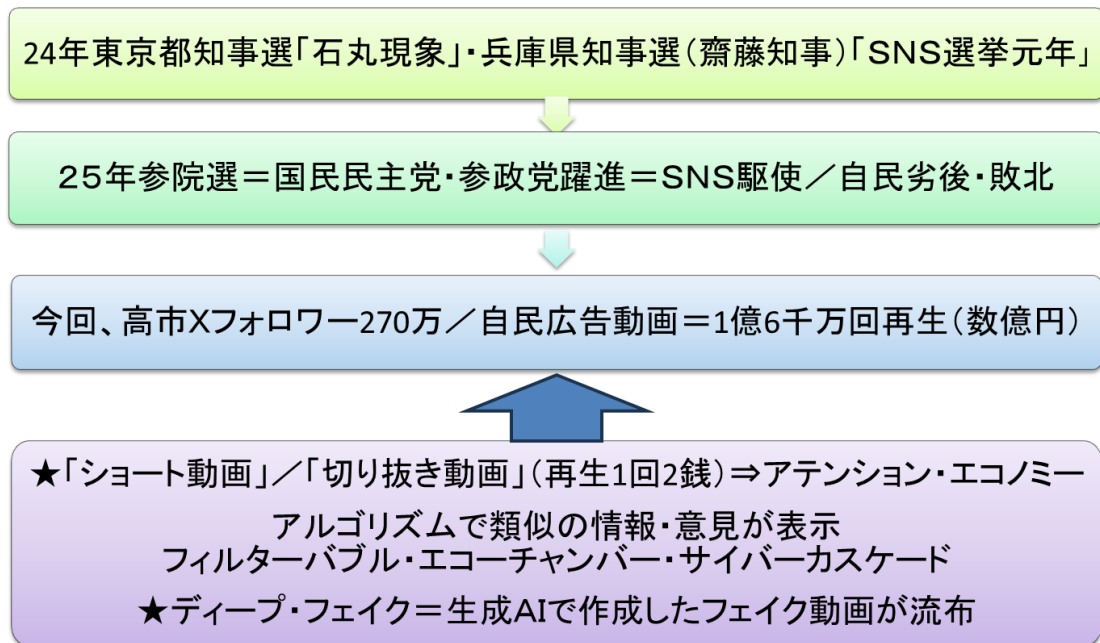 24年東京都知事選「石丸現象」・兵庫県知事選(齋藤知事)「SNS選挙元年」
25年参院選＝国民民主党・参政党躍進＝SNS駆使／自民劣後・敗北
今回、高市Xフォロワー270万／自民広告動画＝1億6千万回再生(数億円)
★「ショート動画」／「切り抜き動画」(再生1回2銭)⇒アテンション・エコノミー
アルゴリズムで類似の情報・意見が表示
フィルターバブル・エコーチャンバー・サイバーカスケード
★ディープ・フェイク＝生成AIで作成したフェイク動画が流布